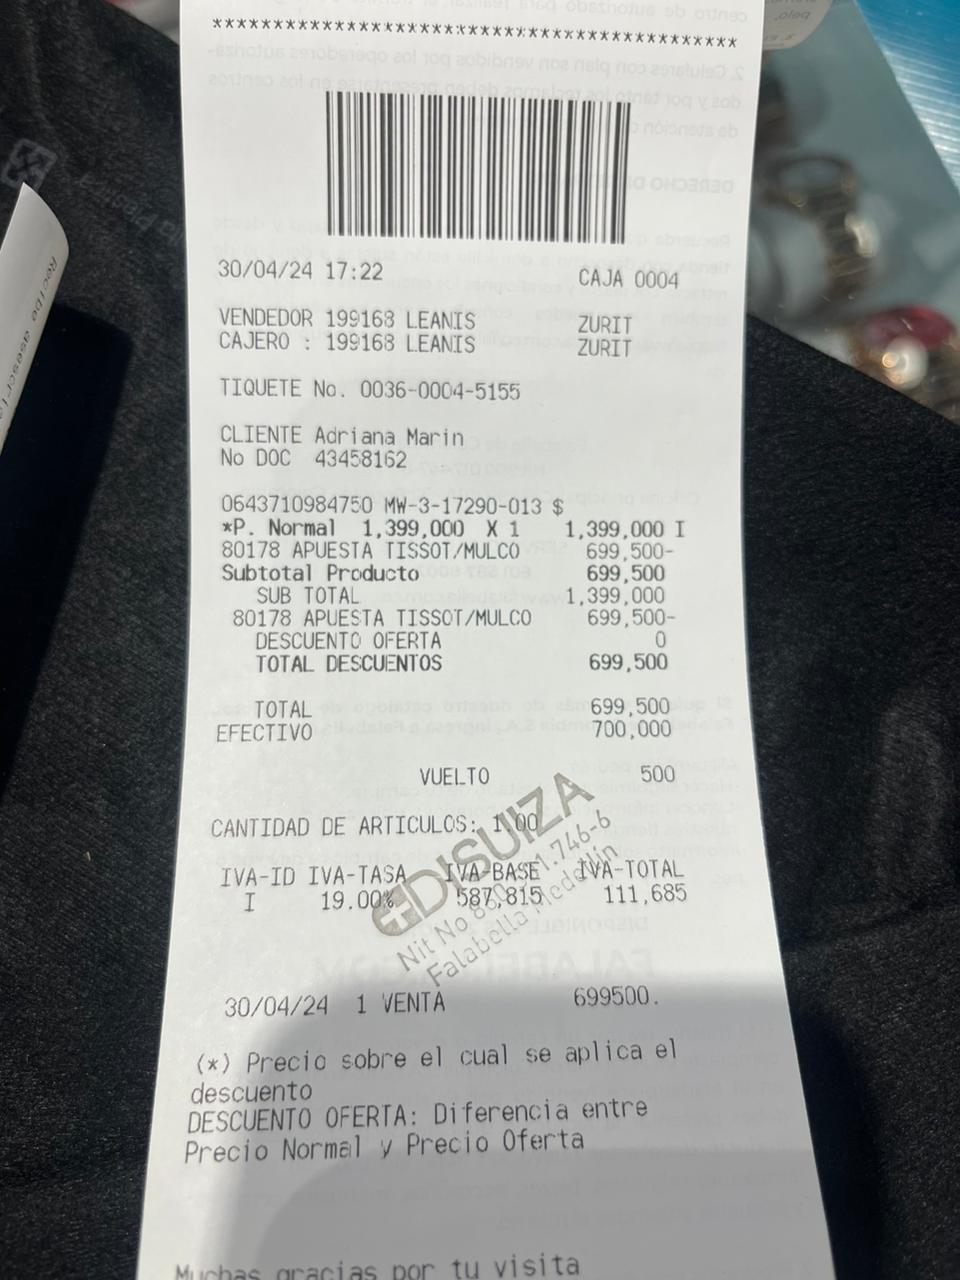 *********************************************
30/04/24 17:22 CAJA 0004
VENDEDOR 199168 LEANIS ZURIT
CAJERO : 199168 LEANIS ZURIT
TIQUETE No. 0036-0004-5155
CLIENTE Adriana Marin
No DOC 43458162
0643710984750 MW-3-17290-013 $
*P. Normal 1,399,000 X 1 1,399,000 I
80178 APUESTA TISSOT/MULCO 699,500-
Subtotal Producto 699,500
SUB TOTAL 1,399,000
80178 APUESTA TISSOT/MULCO 699,500-
DESCUENTO OFERTA 0
TOTAL DESCUENTOS 699,500
TOTAL 699,500
EFECTIVO 700,000
VUELTO 500
DISUIZA
CANTIDAD DE ARTICULOS: 1.00
Nit No 1.746-6
Falabella Medellín
IVA-ID IVA-TASA IVA-BASE IVA-TOTAL
I 19.00% 587,815 111,685
30/04/24 1 VENTA 699500.
(*) Precio sobre el cual se aplica el
descuento
DESCUENTO OFERTA: Diferencia entre
Precio Normal y Precio Oferta
Muchas gracias por tu visita